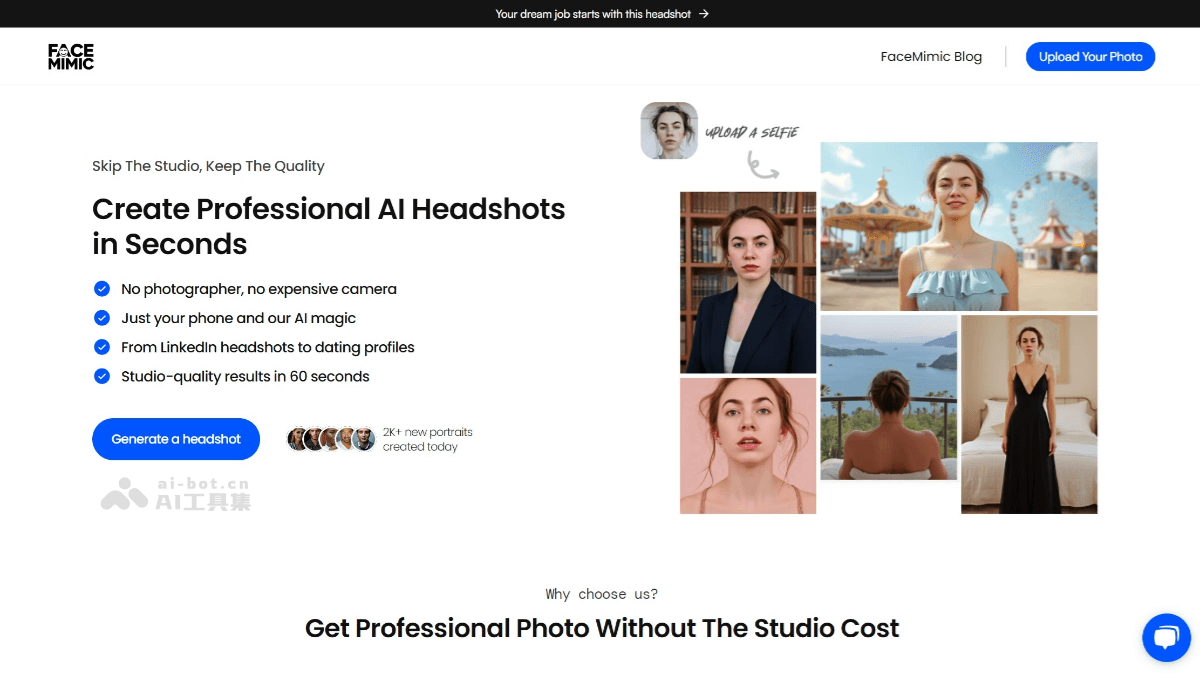 Your dream job starts with this headshot →
FACE
MIMIC
FaceMimic Blog
Upload Your Photo
UPLOAD A SELFIE
Skip The Studio, Keep The Quality
Create Professional AI Headshots
in Seconds
No photographer, no expensive camera
Just your phone and our AI magic
From LinkedIn headshots to dating profiles
Studio-quality results in 60 seconds
Generate a headshot
2K+ new portraits
created today
ai-bot.cn
AI工具集
Why choose us?
Get Professional Photo Without The Studio Cost